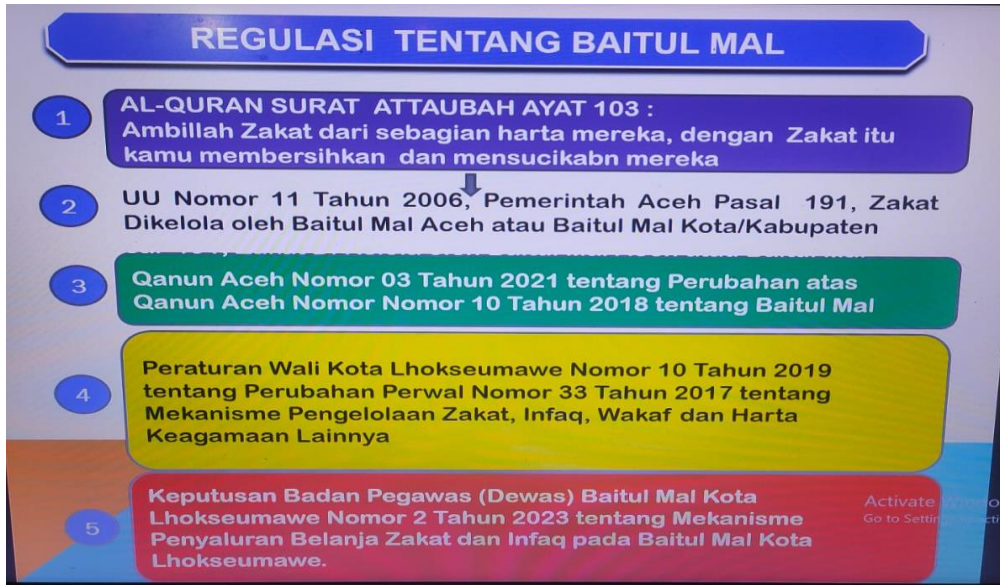 REGULASI TENTANG BAITUL MAL
1
AL-QURAN SURAT ATTAUBAH AYAT 103 :
Ambillah Zakat dari sebagian harta mereka, dengan Zakat itu
kamu membersihkan dan mensucikabn mereka
2
UU Nomor 11 Tahun 2006, Pemerintah Aceh Pasal 191, Zakat
Dikelola oleh Baitul Mal Aceh atau Baitul Mal Kota/Kabupaten
3
Qanun Aceh Nomor 03 Tahun 2021 tentang Perubahan atas
Qanun Aceh Nomor Nomor 10 Tahun 2018 tentang Baitul Mal
4
Peraturan Wali Kota Lhokseumawe Nomor 10 Tahun 2019
tentang Perubahan Perwal Nomor 33 Tahun 2017 tentang
Mekanisme Pengelolaan Zakat, Infaq, Wakaf dan Harta
Keagamaan Lainnya
5
Keputusan Badan Pegawas (Dewas) Baitul Mal Kota
Lhokseumawe Nomor 2 Tahun 2023 tentang Mekanisme
Penyaluran Belanja Zakat dan Infaq pada Baitul Mal Kota
Lhokseumawe.
Activate
Go to